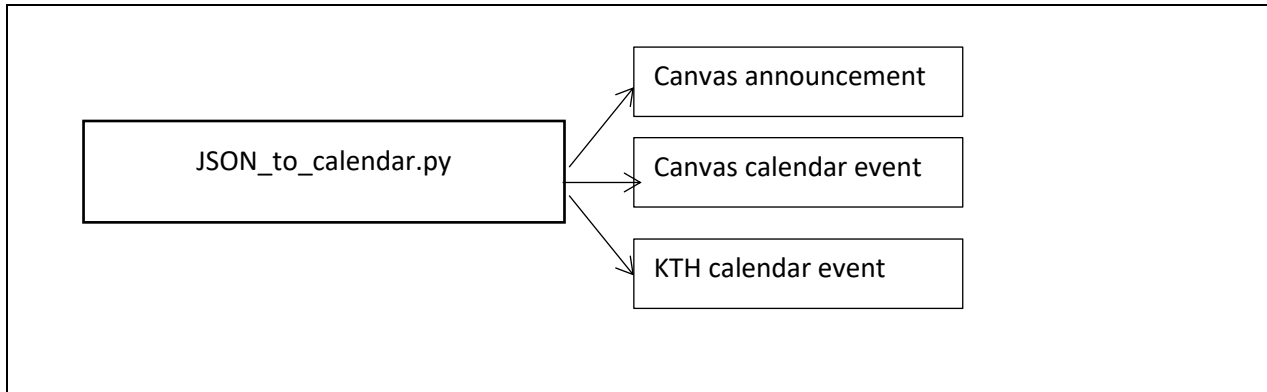 Canvas announcement
JSON_to_calendar.py
Canvas calendar event
KTH calendar event